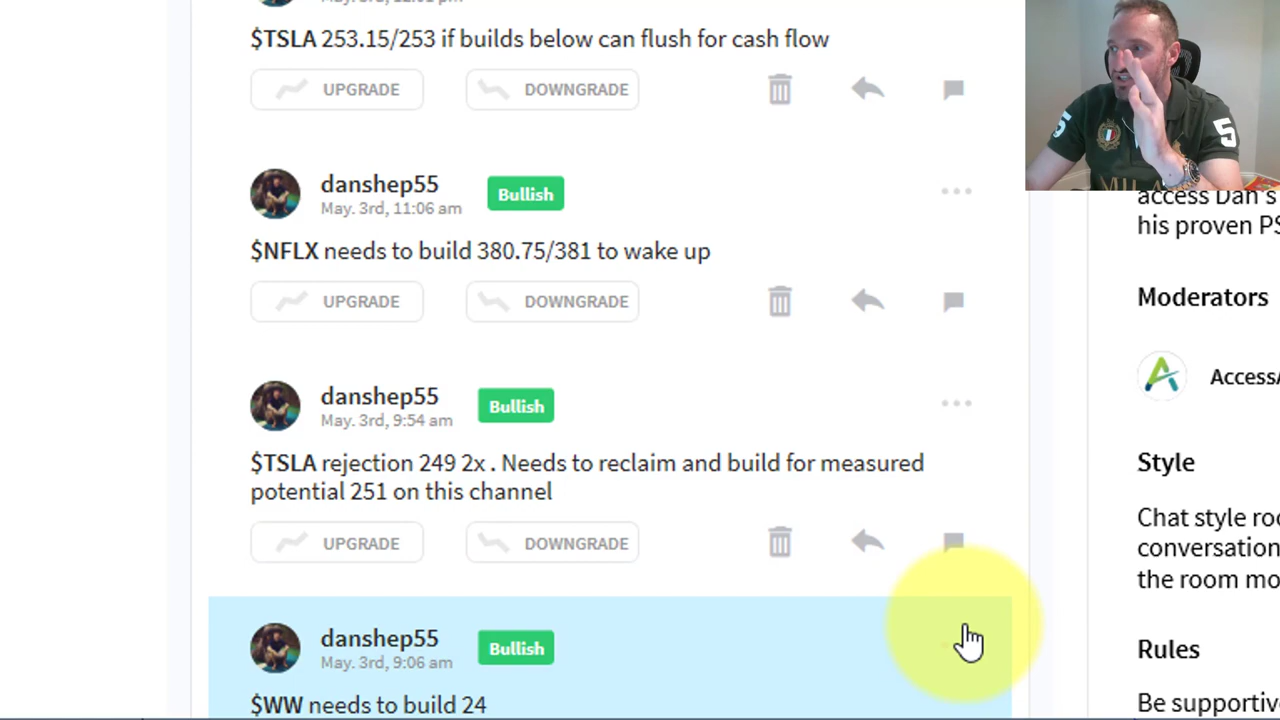 $TSLA 253.15/253 if builds below can flush for cash flow
UPGRADE
DOWNGRADE
danshep55
Bullish
May. 3rd, 11:06 am
$NFLX needs to build 380.75/381 to wake up
UPGRADE
DOWNGRADE
danshep55
Bullish
May. 3rd, 9:54 am
$TSLA rejection 249 2x . Needs to reclaim and build for measured
potential 251 on this channel
UPGRADE
DOWNGRADE
danshep55
Bullish
May. 3rd, 9:06 am
$WW needs to build 24
5
5
access Dan's
his proven
Moderators
Style
Chat style
conversation
the room
Rules
Be